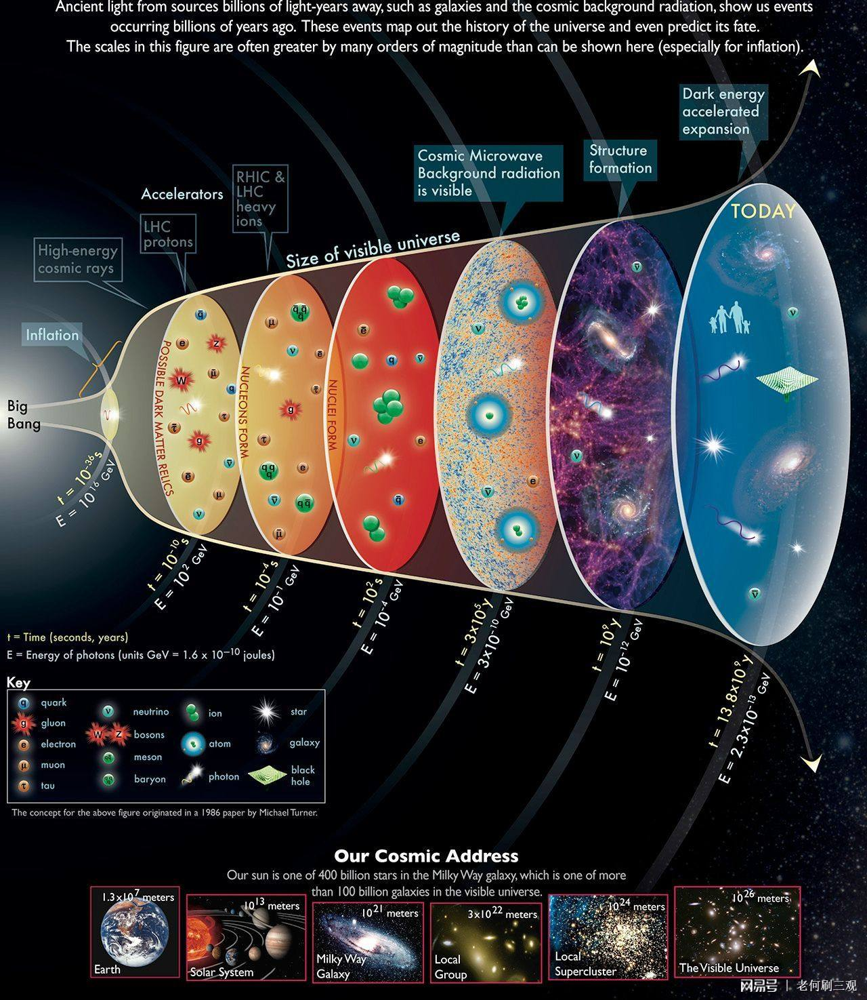 Ancient light from sources billions of light-years away, such as galaxies and the cosmic background radiation, show us events
occurring billions of years ago. These events map out the history of the universe and even predict its fate.
The scales in this figure are often greater by many orders of magnitude than can be shown here (especially for inflation).
Dark energy
accelerated
expansion
Structure
formation
Cosmic Microwave
Background radiation
is visible
RHIC &
LHC
heavy
ions
Accelerators
LHC
protons
High-energy
cosmic rays
Inflation
Size of visible universe
TODAY
Big
Bang
POSSIBLE DARK MATTER RELICS
NUCLEONS FORM
NUCLEI FORM
q̄
e
Z
W
μ̄
q
τ
τ̄
g
ν̄
ē
μ
ν
μ
q̄q̄q̄
ν
ē
τ̄
g
τ
qqq
e
ν̄
qq̄
μ̄
ē
q
ν̄
ν
e
q̄
ν
ν̄
e
ν̄
ν
ν
ν̄
t = 10⁻³⁶s
E = 10¹⁶ GeV
t = 10⁻¹⁰ s
E = 10² GeV
t = 10⁻⁴ s
E = 10⁻¹ GeV
t = 10² s
E = 10⁻⁴ GeV
t = 3x10⁵y
E = 3x10⁻¹⁰ GeV
t = 10⁹y
E = 10⁻¹² GeV
t = 13.8x10⁹y
E = 2.3x10⁻¹³ GeV
t = Time (seconds, years)
E = Energy of photons (units GeV = 1.6 x 10⁻¹⁰ joules)
Key
q quark
g gluon
e electron
μ muon
τ tau
ν neutrino
W Z bosons
qq̄ meson
qqq baryon
ion
atom
photon
star
galaxy
black
hole
The concept for the above figure originated in a 1986 paper by Michael Turner.
Our Cosmic Address
Our sun is one of 400 billion stars in the Milky Way galaxy, which is one of more
than 100 billion galaxies in the visible universe.
1.3x10⁷ meters
Earth
10¹³ meters
Solar System
10²¹ meters
Milky Way
Galaxy
3x10²² meters
Local
Group
10²⁴ meters
Local
Supercluster
10²⁶ meters
The Visible Universe
网易号 | 老何刷三观